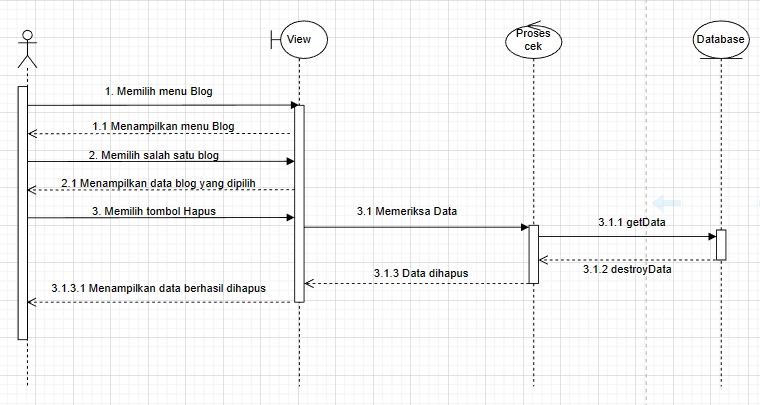 View
Proses
cek
Database
1. Memilih menu Blog
1.1 Menampilkan menu Blog
2. Memilih salah satu blog
2.1 Menampilkan data blog yang dipilih
3. Memilih tombol Hapus
3.1 Memeriksa Data
3.1.1 getData
3.1.2 destroyData
3.1.3 Data dihapus
3.1.3.1 Menampilkan data berhasil dihapus